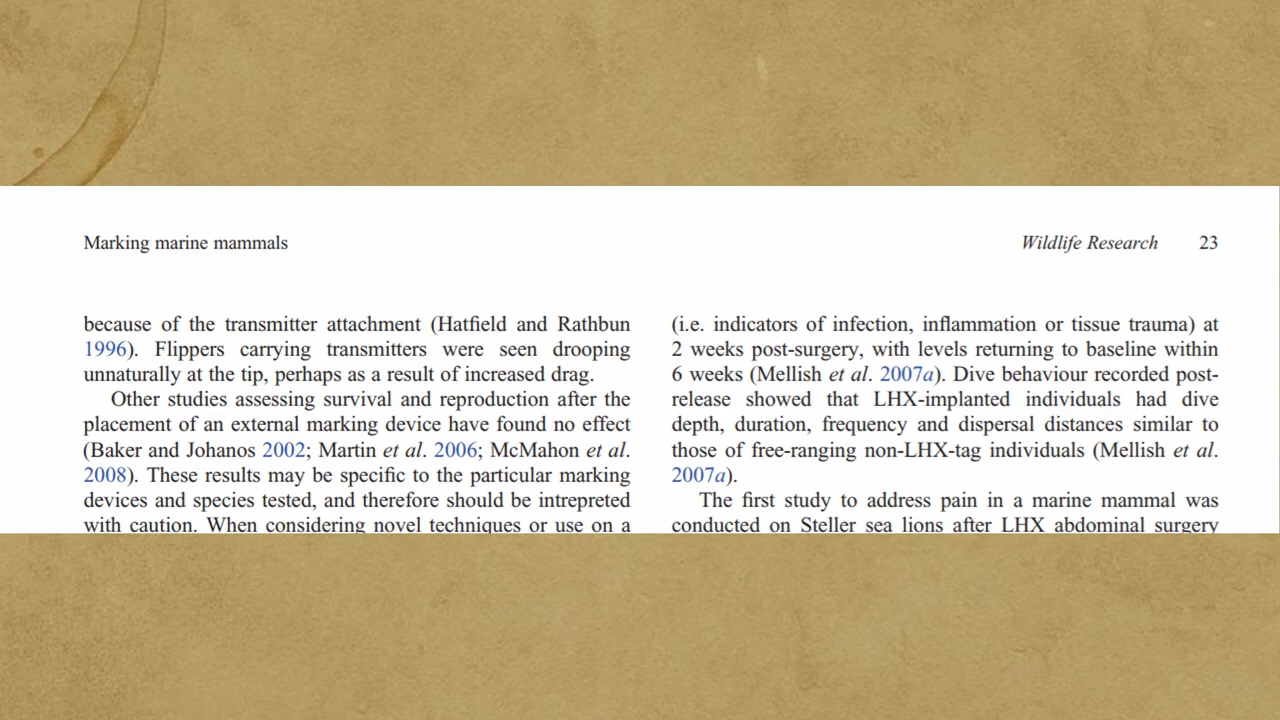 Marking marine mammals
Wildlife Research 23
because of the transmitter attachment (Hatfield and Rathbun
1996). Flippers carrying transmitters were seen drooping
unnaturally at the tip, perhaps as a result of increased drag.
Other studies assessing survival and reproduction after the
placement of an external marking device have found no effect
(Baker and Johanos 2002; Martin et al. 2006; McMahon et al.
2008). These results may be specific to the particular marking
devices and species tested, and therefore should be intrepreted
with caution. When considering novel techniques or use on a
(i.e. indicators of infection, inflammation or tissue trauma) at
2 weeks post-surgery, with levels returning to baseline within
6 weeks (Mellish et al. 2007a). Dive behaviour recorded post-
release showed that LHX-implanted individuals had dive
depth, duration, frequency and dispersal distances similar to
those of free-ranging non-LHX-tag individuals (Mellish et al.
2007a).
The first study to address pain in a marine mammal was
conducted on Steller sea lions after LHX abdominal surgery